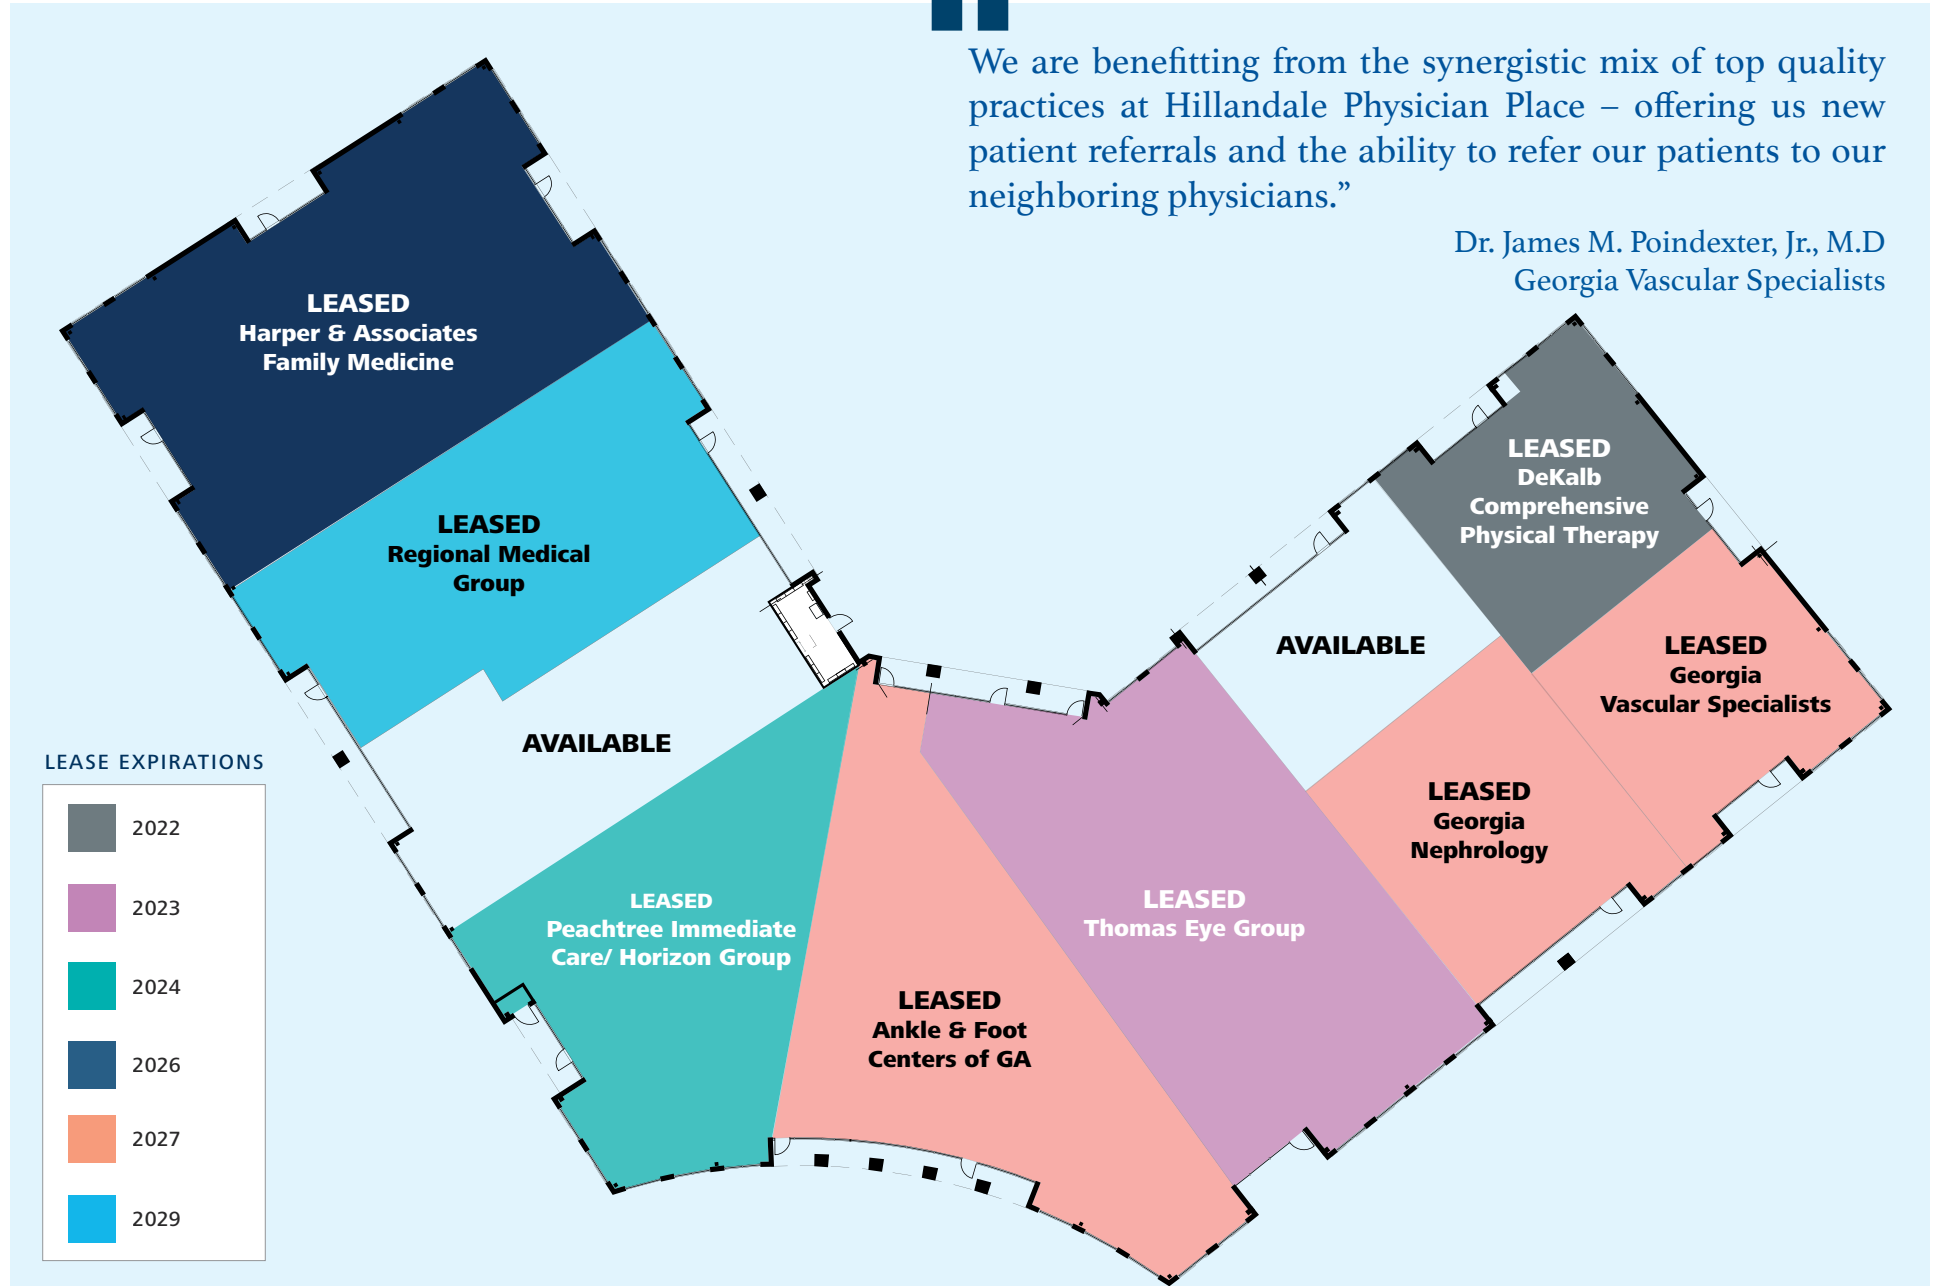 We are benefitting from the synergistic mix of top quality
practices at Hillandale Physician Place – offering us new
patient referrals and the ability to refer our patients to our
neighboring physicians.”
Dr. James M. Poindexter, Jr., M.D
Georgia Vascular Specialists
LEASED
Harper & Associates
Family Medicine
LEASED
Regional Medical
Group
AVAILABLE
LEASED
Peachtree Immediate
Care/ Horizon Group
LEASED
Ankle & Foot
Centers of GA
LEASED
Thomas Eye Group
AVAILABLE
LEASED
DeKalb
Comprehensive
Physical Therapy
LEASED
Georgia
Vascular Specialists
LEASED
Georgia
Nephrology
LEASE EXPIRATIONS
2022
2023
2024
2026
2027
2029